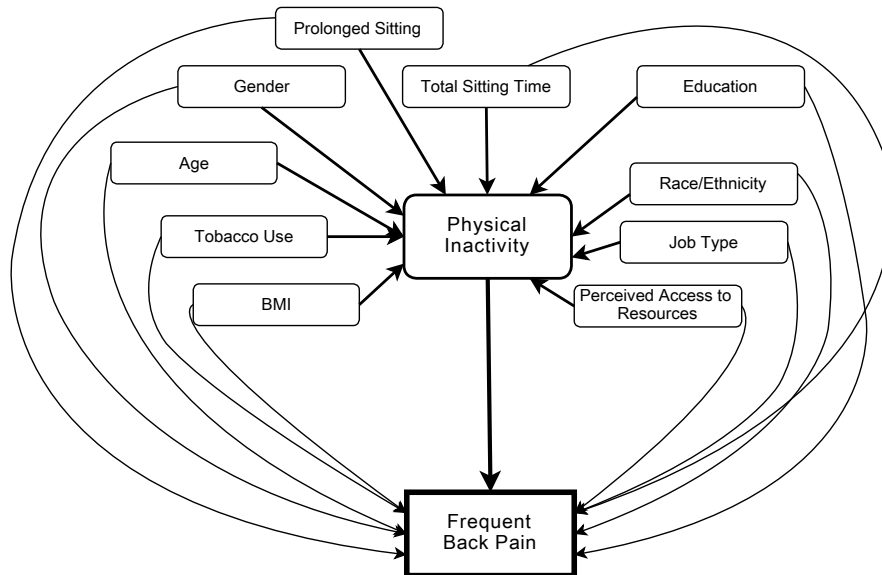 Prolonged Sitting
Gender
Total Sitting Time
Education
Age
Race/Ethnicity
Physical
Inactivity
Tobacco Use
Job Type
BMI
Perceived Access to
Resources
Frequent
Back Pain